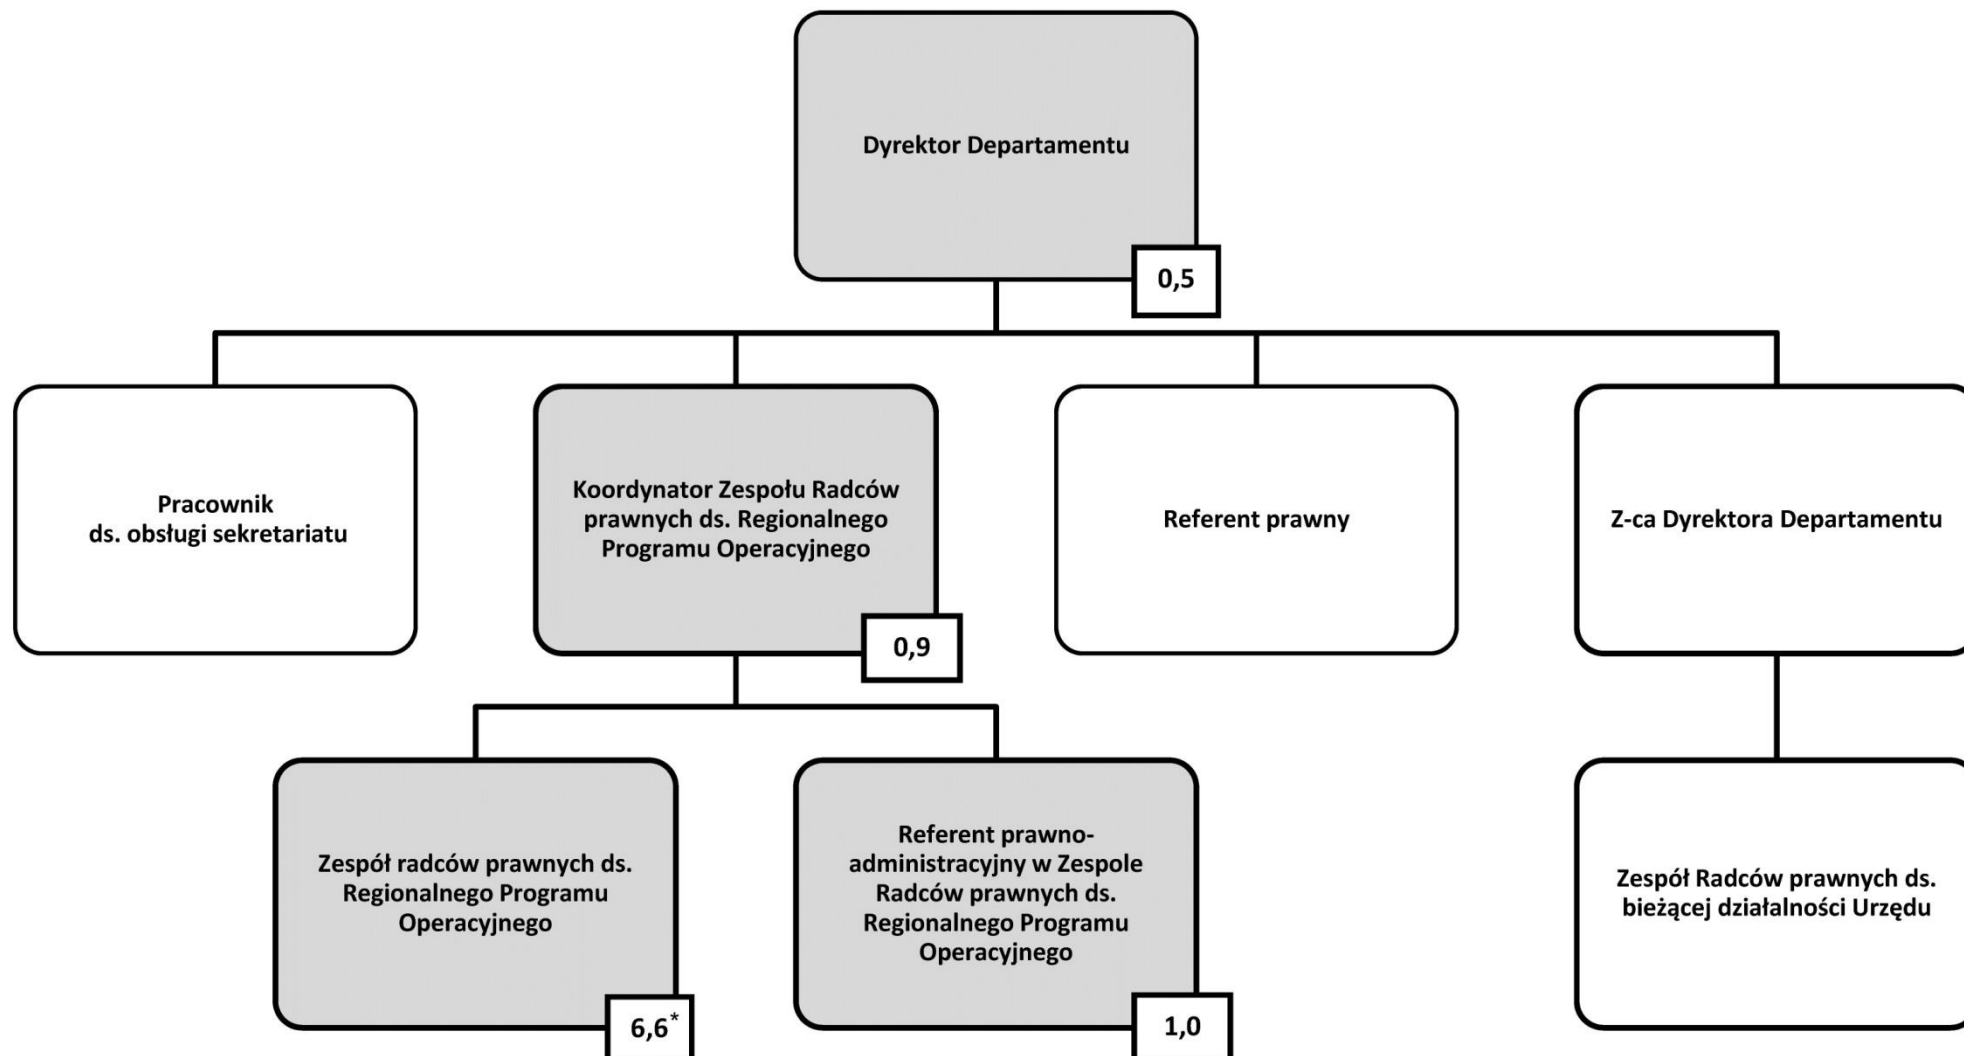 Dyrektor Departamentu
0,5
Pracownik
ds. obsługi sekretariatu
Koordynator Zespołu Radców
prawnych ds. Regionalnego
Programu Operacyjnego
0,9
Referent prawny
Z-ca Dyrektora Departamentu
Zespół radców prawnych ds.
Regionalnego Programu
Operacyjnego
6,6*
Referent prawno-
administracyjny w Zespole
Radców prawnych ds.
Regionalnego Programu
Operacyjnego
1,0
Zespół Radców prawnych ds.
bieżącej działalności Urzędu